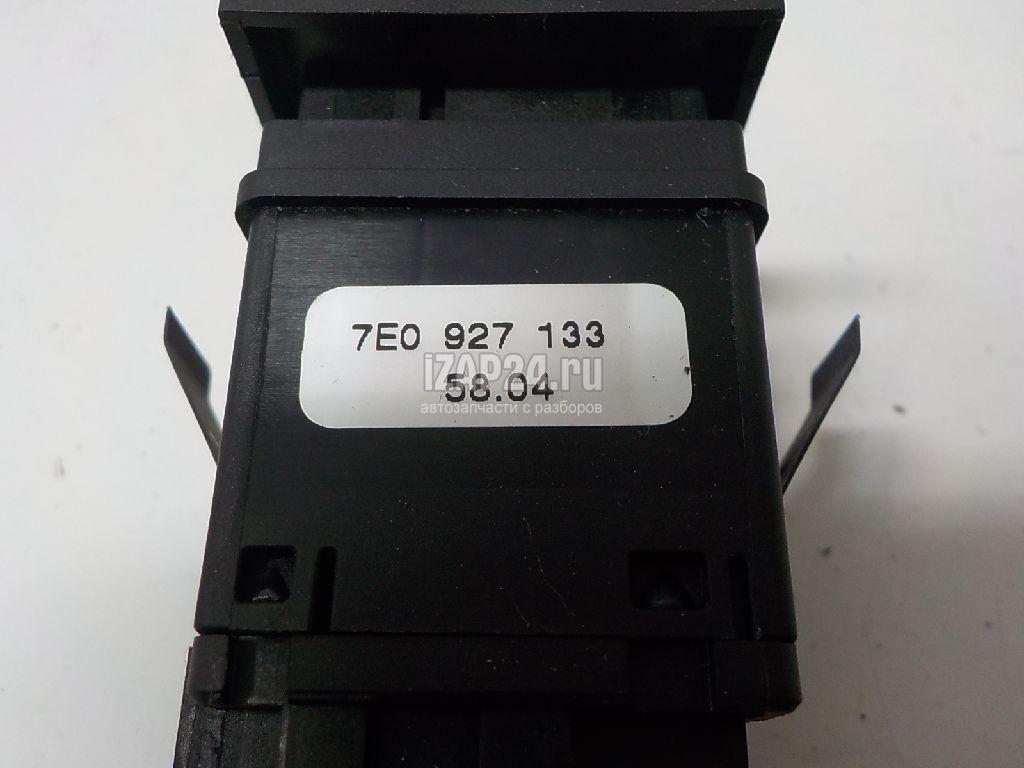 7E0 927 133
iZAP24.ru
58.04
автозапчасти с разборов